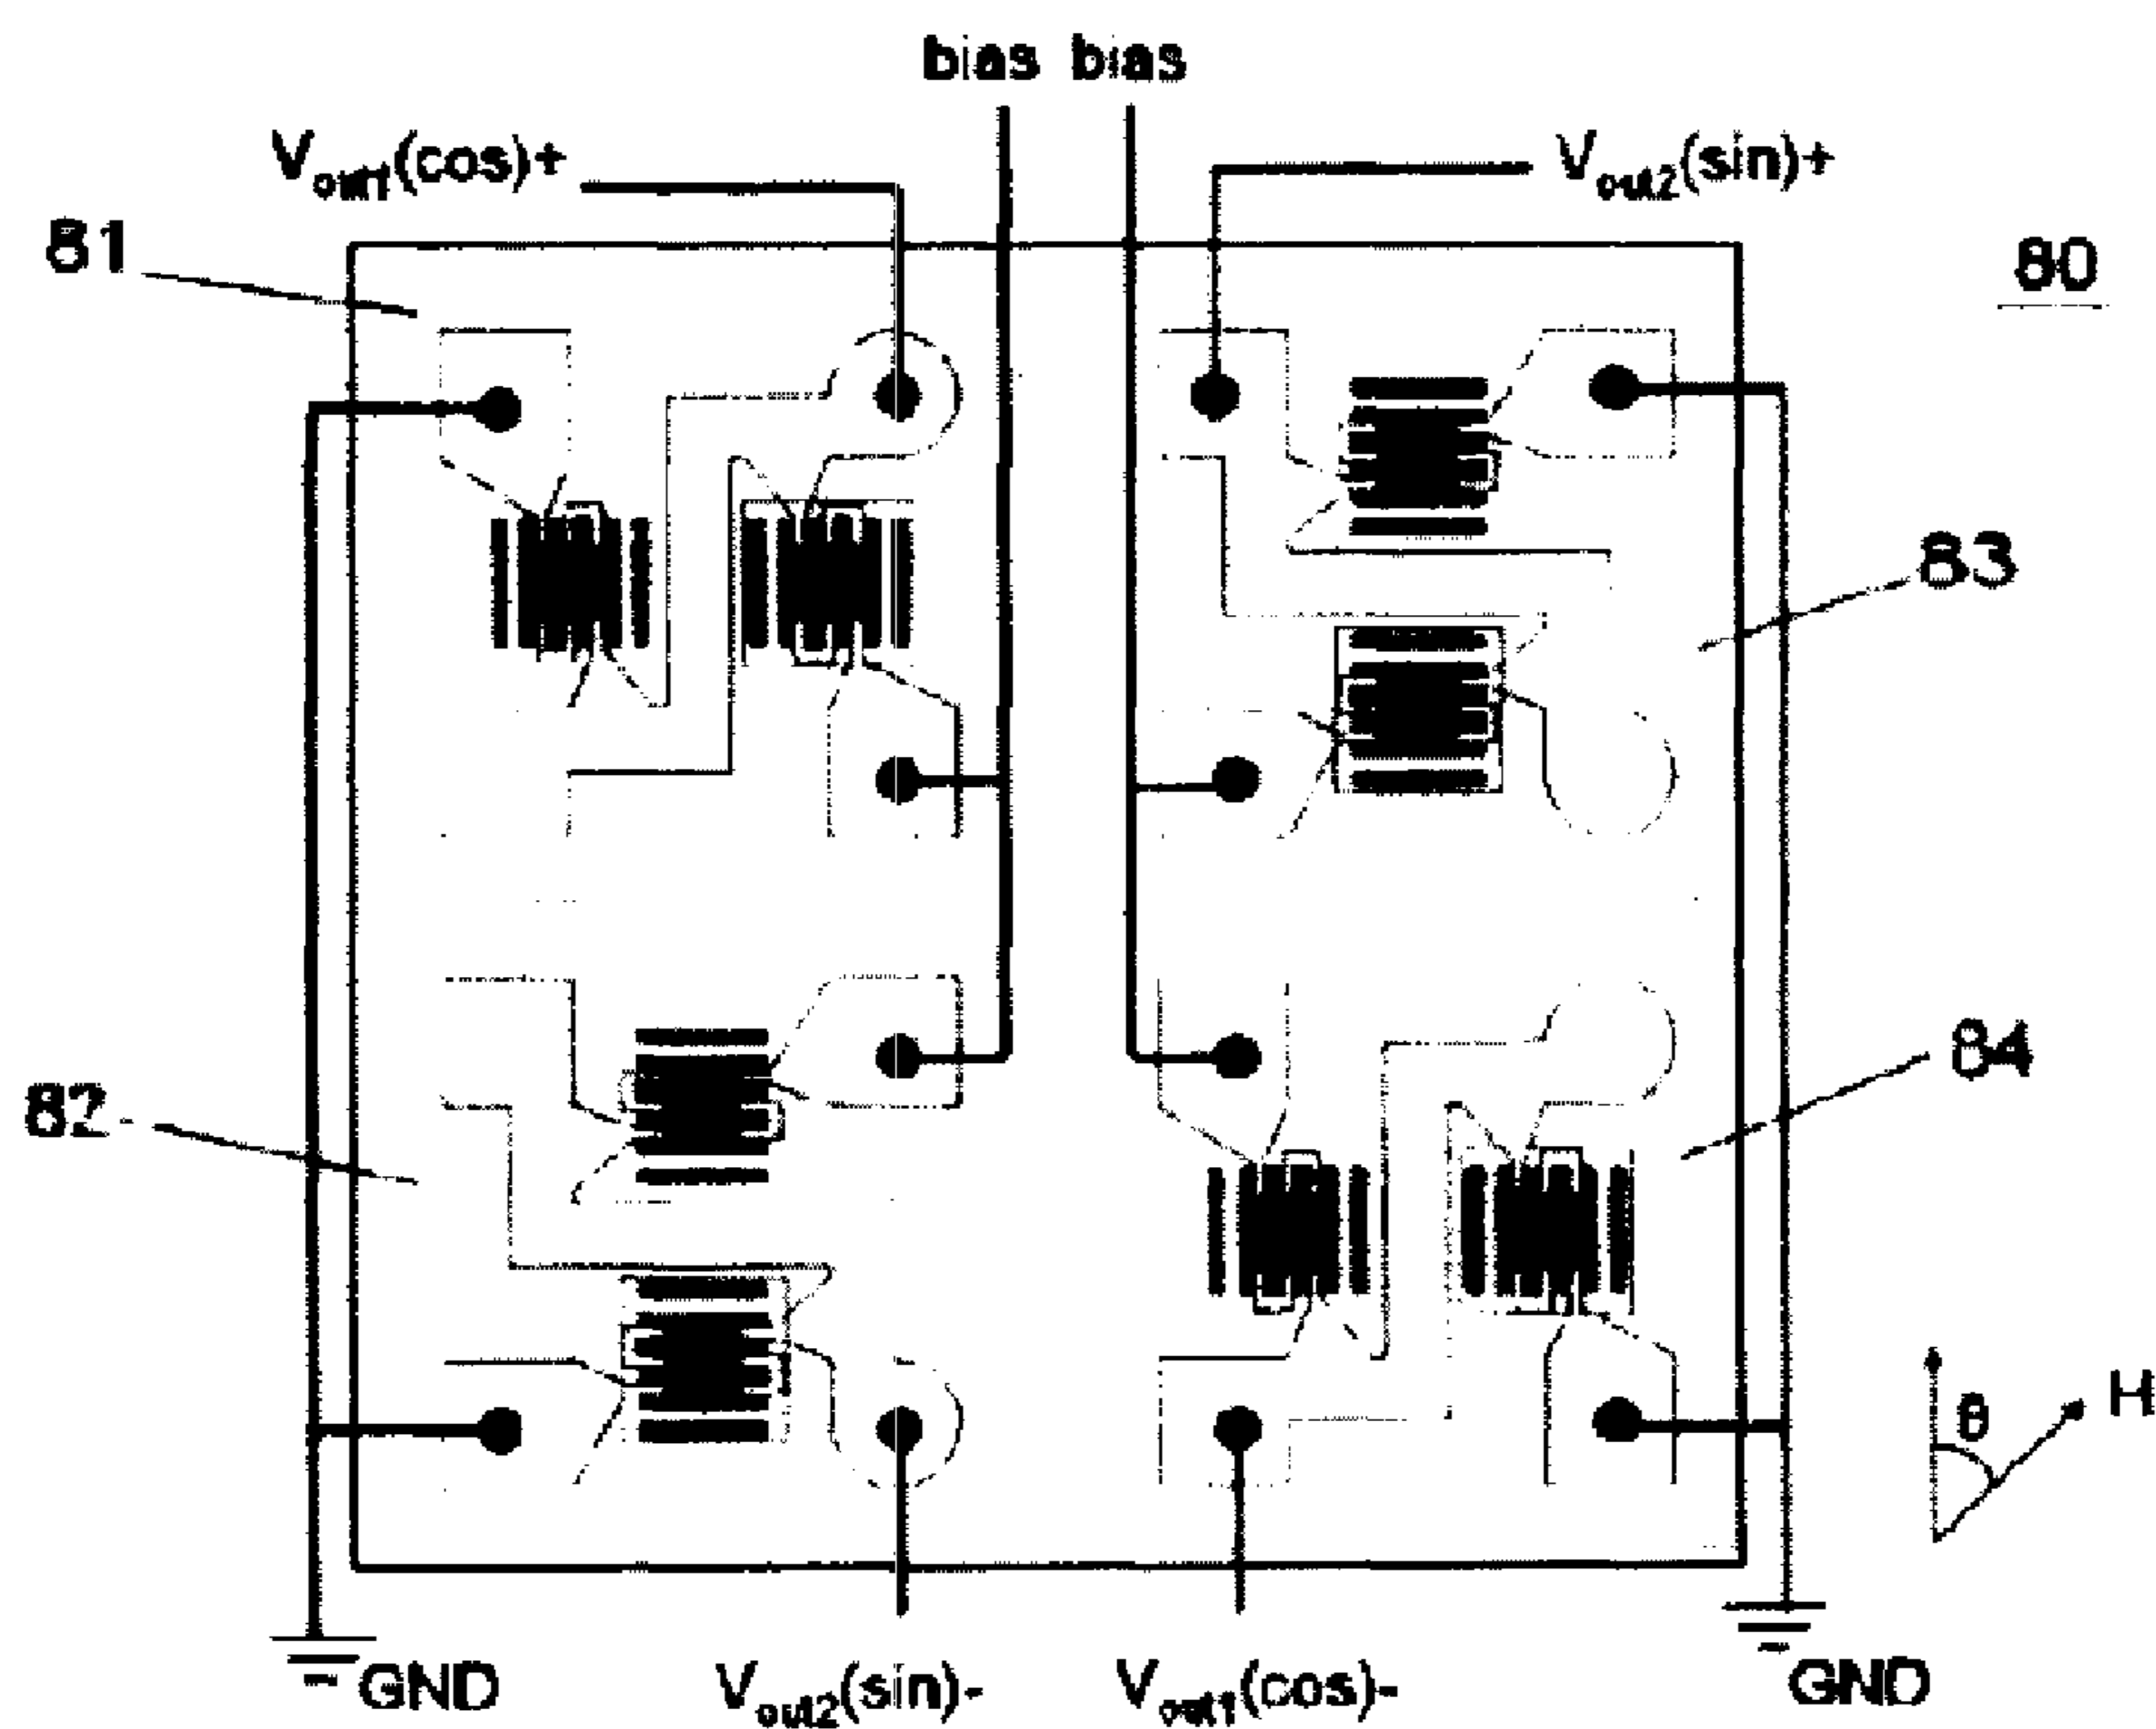 bias bias
Vout1(cos)+
Vout2(sin)+
81
80
83
82
84
θ
H
GND
Vout2(sin)-
Vout1(cos)-
GND